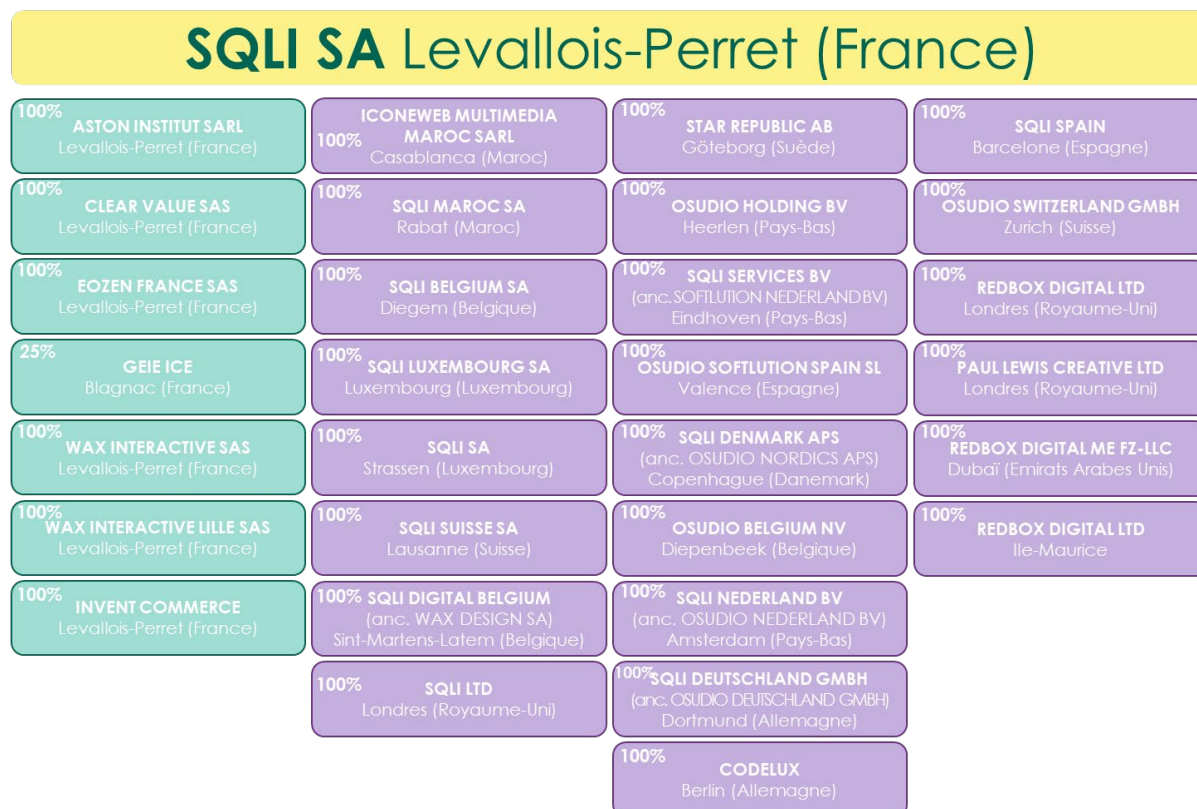 SQLI SA Levallois-Perret (France)
100%
ASTON INSTITUT SARL
Levallois-Perret (France)
100%
CLEAR VALUE SAS
Levallois-Perret (France)
100%
EOZEN FRANCE SAS
Levallois-Perret (France)
25%
GEIE ICE
Blagnac (France)
100%
WAX INTERACTIVE SAS
Levallois-Perret (France)
100%
WAX INTERACTIVE LILLE SAS
Levallois-Perret (France)
100%
INVENT COMMERCE
Levallois-Perret (France)
ICONEWEB MULTIMEDIA
100% MAROC SARL
Casablanca (Maroc)
100%
SQLI MAROC SA
Rabat (Maroc)
100%
SQLI BELGIUM SA
Diegem (Belgique)
100%
SQLI LUXEMBOURG SA
Luxembourg (Luxembourg)
100%
SQLI SA
Strassen (Luxembourg)
100%
SQLI SUISSE SA
Lausanne (Suisse)
100% SQLI DIGITAL BELGIUM
(anc. WAX DESIGN SA)
Sint-Martens-Latem (Belgique)
100%
SQLI LTD
Londres (Royaume-Uni)
100%
STAR REPUBLIC AB
Göteborg (Suède)
100%
OSUDIO HOLDING BV
Heerlen (Pays-Bas)
100% SQLI SERVICES BV
(anc. SOFTLUTION NEDERLAND BV)
Eindhoven (Pays-Bas)
100%
OSUDIO SOFTLUTION SPAIN SL
Valence (Espagne)
100% SQLI DENMARK APS
(anc. OSUDIO NORDICS APS)
Copenhague (Danemark)
100%
OSUDIO BELGIUM NV
Diepenbeek (Belgique)
100% SQLI NEDERLAND BV
(anc. OSUDIO NEDERLAND BV)
Amsterdam (Pays-Bas)
100% SQLI DEUTSCHLAND GMBH
(anc. OSUDIO DEUTSCHLAND GMBH)
Dortmund (Allemagne)
100%
CODELUX
Berlin (Allemagne)
100%
SQLI SPAIN
Barcelone (Espagne)
100%
OSUDIO SWITZERLAND GMBH
Zurich (Suisse)
100%
REDBOX DIGITAL LTD
Londres (Royaume-Uni)
100%
PAUL LEWIS CREATIVE LTD
Londres (Royaume-Uni)
100%
REDBOX DIGITAL ME FZ-LLC
Dubaï (Emirats Arabes Unis)
100%
REDBOX DIGITAL LTD
Ile-Maurice